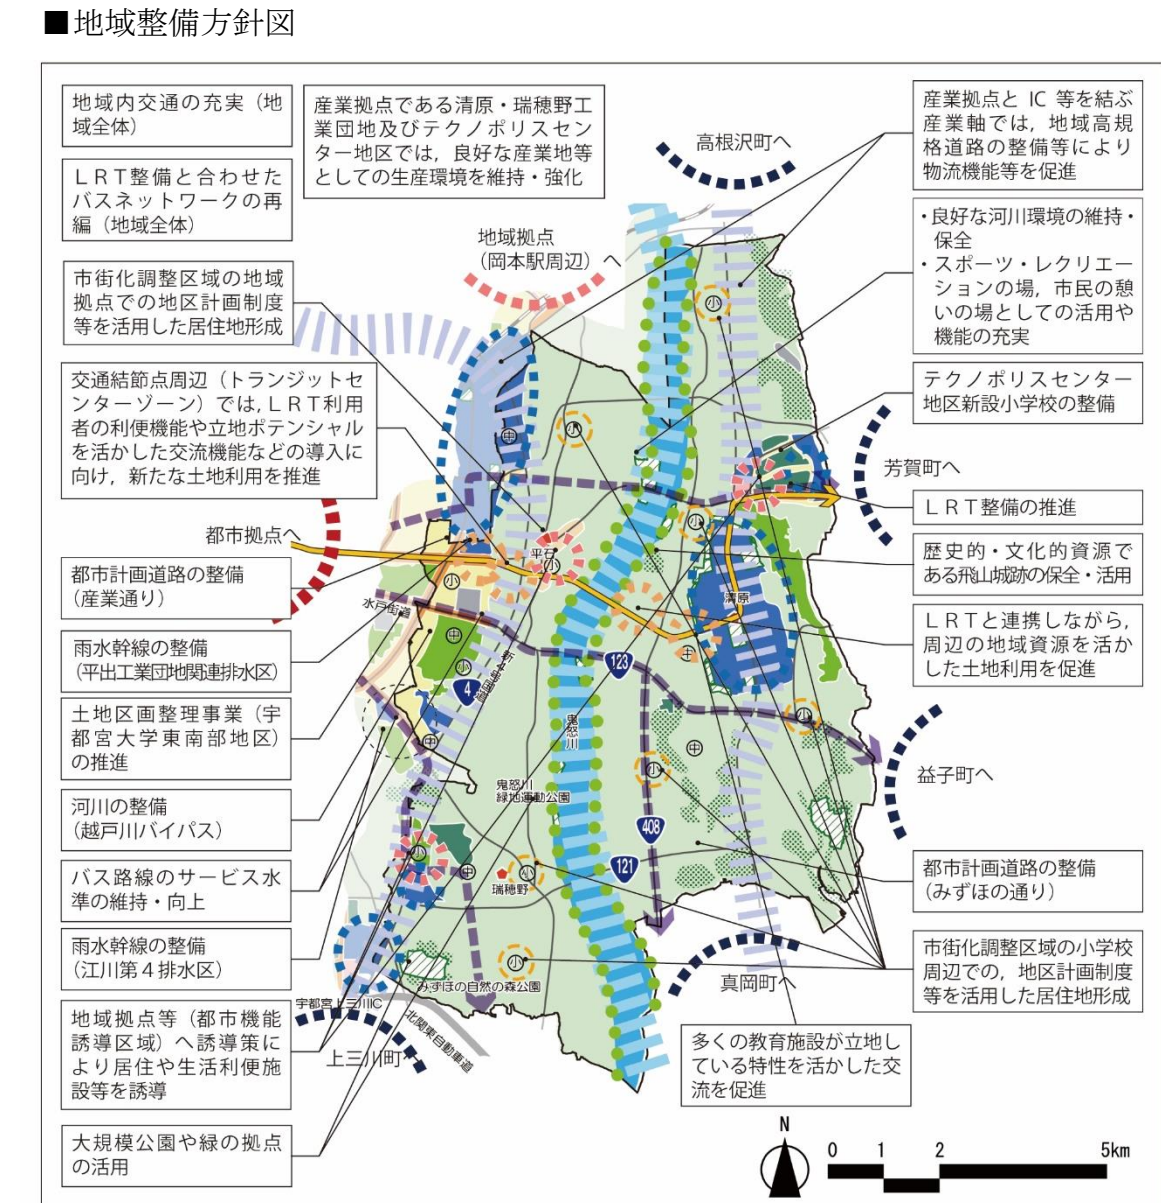 ■地域整備方針図
地域内交通の充実（地
域全体）
ＬＲＴ整備と合わせた
バスネットワークの再
編（地域全体）
市街化調整区域の地域
拠点での地区計画制度
等を活用した居住地形成
交通結節点周辺（トランジットセ
ンターゾーン）では，ＬＲＴ利用
者の利便機能や立地ポテンシャル
を活かした交流機能などの導入に
向け，新たな土地利用を推進
都市拠点へ
都市計画道路の整備
（産業通り）
雨水幹線の整備
（平出工業団地関連排水区）
土地区画整理事業（宇
都宮大学東南部地区）
の推進
河川の整備
（越戸川バイパス）
バス路線のサービス水
準の維持・向上
雨水幹線の整備
（江川第４排水区）
地域拠点等（都市機能
誘導区域）へ誘導策に
より居住や生活利便施
設等を誘導
大規模公園や緑の拠点
の活用
産業拠点である清原・瑞穂野工
業団地及びテクノポリスセン
ター地区では，良好な産業地等
としての生産環境を維持・強化
地域拠点
（岡本駅周辺）へ
高根沢町へ
産業拠点と IC 等を結ぶ
産業軸では，地域高規
格道路の整備等により
物流機能等を促進
・良好な河川環境の維持・
保全
・スポーツ・レクリエー
ションの場，市民の憩
いの場としての活用や
機能の充実
テクノポリスセンター
地区新設小学校の整備
芳賀町へ
ＬＲＴ整備の推進
歴史的・文化的資源で
ある飛山城跡の保全・活用
ＬＲＴと連携しながら，
周辺の地域資源を活か
した土地利用を促進
益子町へ
都市計画道路の整備
（みずほの通り）
市街化調整区域の小学校
周辺での，地区計画制度
等を活用した居住地形成
真岡町へ
多くの教育施設が立地し
ている特性を活かした交
流を促進
小
中
小
平石
小
小
清原
水戸街道
小
中
小
4
123
中
小
鬼怒川
中
小
中
鬼怒川
緑地運動公園
408
121
小
中
小
瑞穂野
小
みずほの自然の森公園
宇都宮上三川IC
北関東自動車道
上三川町へ
N
0 1 2 5km